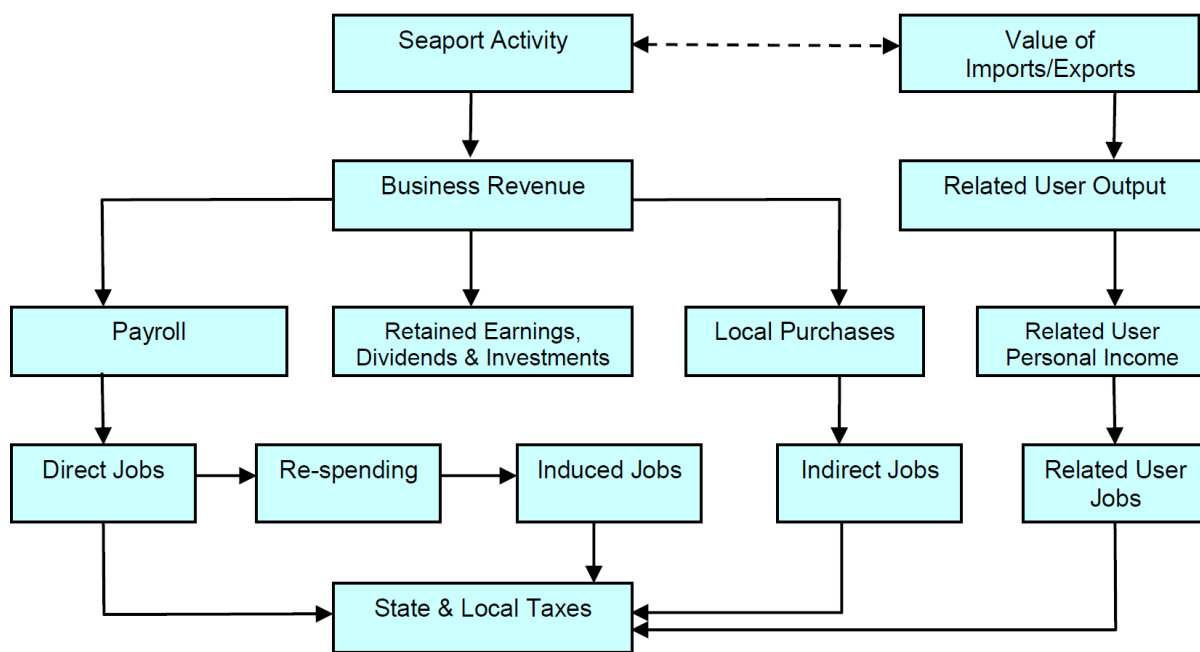 Seaport Activity
Value of
Imports/Exports
Business Revenue
Related User Output
Payroll
Retained Earnings,
Dividends & Investments
Local Purchases
Related User
Personal Income
Direct Jobs
Re-spending
Induced Jobs
Indirect Jobs
Related User
Jobs
State & Local Taxes